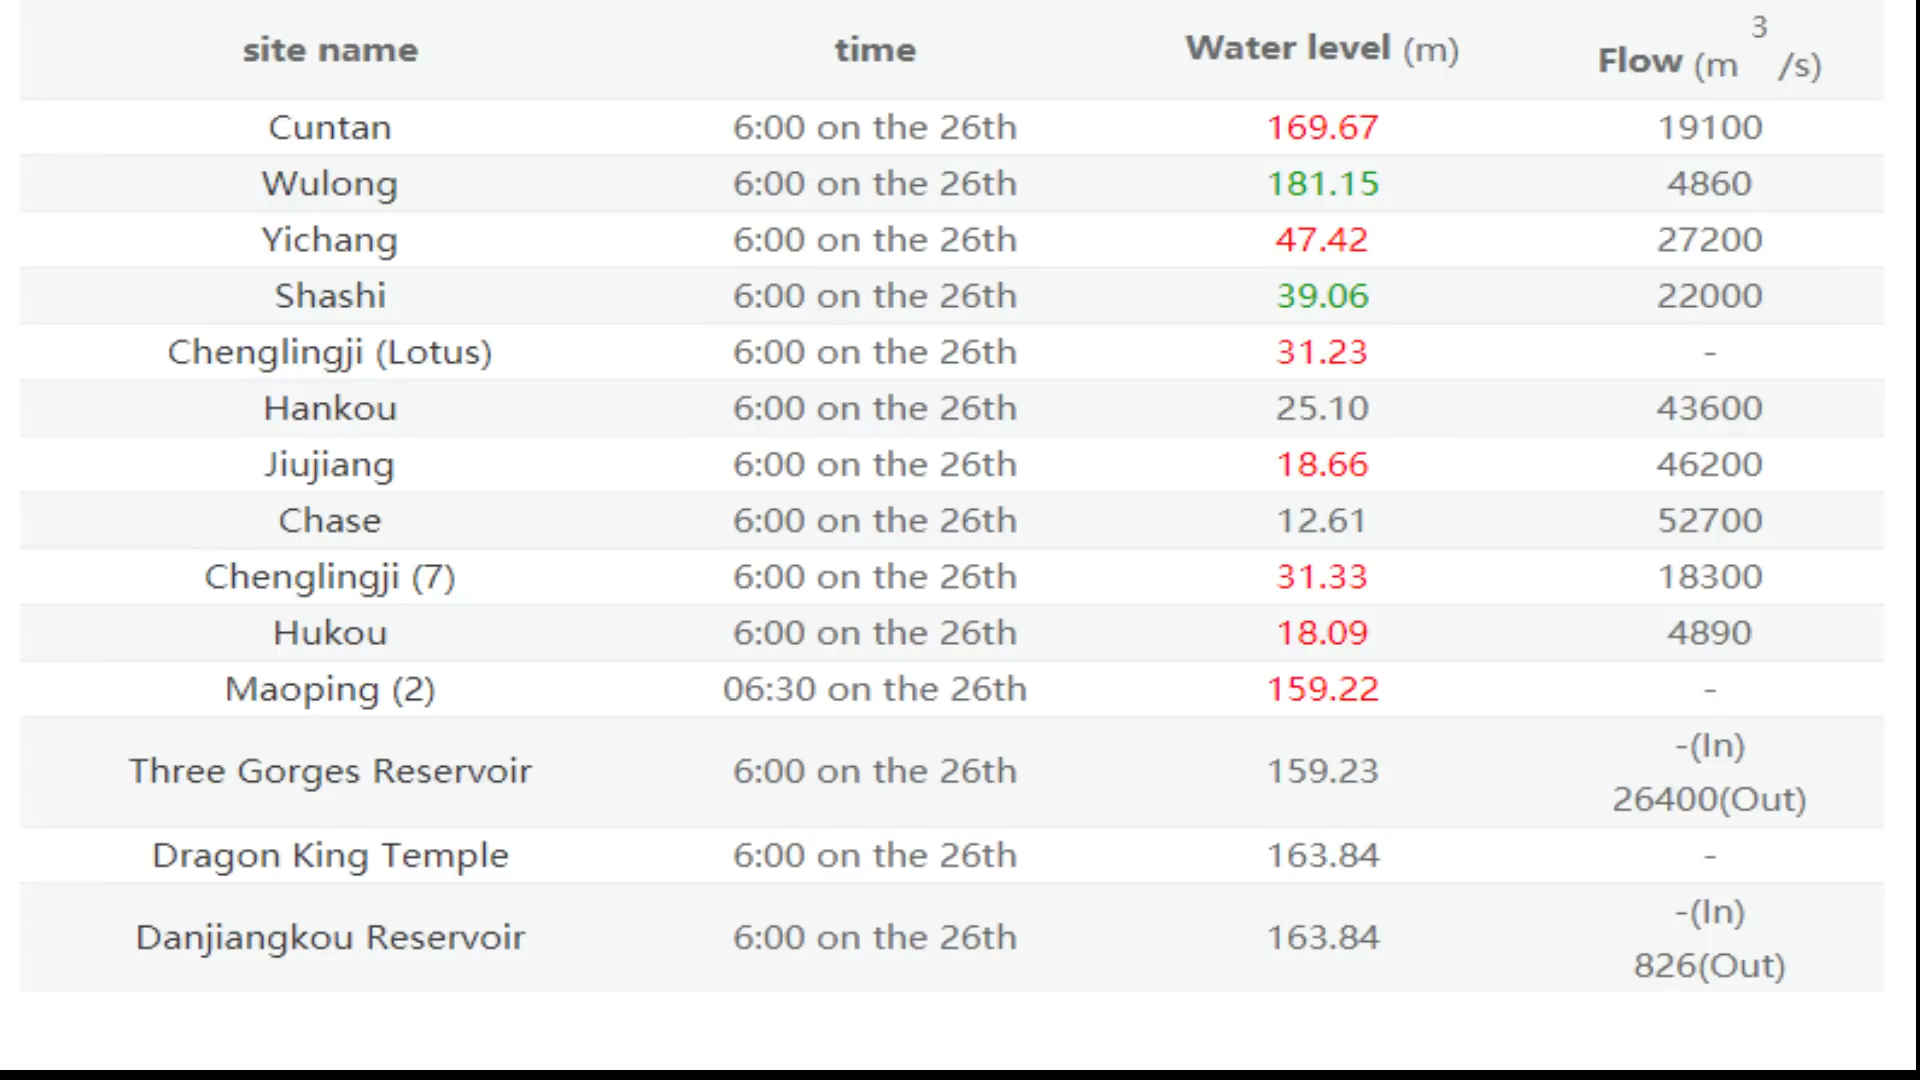 site name time Water level (m) Flow (m3/s)
Cuntan 6:00 on the 26th 169.67 19100
Wulong 6:00 on the 26th 181.15 4860
Yichang 6:00 on the 26th 47.42 27200
Shashi 6:00 on the 26th 39.06 22000
Chenglingji (Lotus) 6:00 on the 26th 31.23 -
Hankou 6:00 on the 26th 25.10 43600
Jiujiang 6:00 on the 26th 18.66 46200
Chase 6:00 on the 26th 12.61 52700
Chenglingji (7) 6:00 on the 26th 31.33 18300
Hukou 6:00 on the 26th 18.09 4890
Maoping (2) 06:30 on the 26th 159.22 -
Three Gorges Reservoir 6:00 on the 26th 159.23 -(In)
26400(Out)
Dragon King Temple 6:00 on the 26th 163.84 -
Danjiangkou Reservoir 6:00 on the 26th 163.84 -(In)
826(Out)